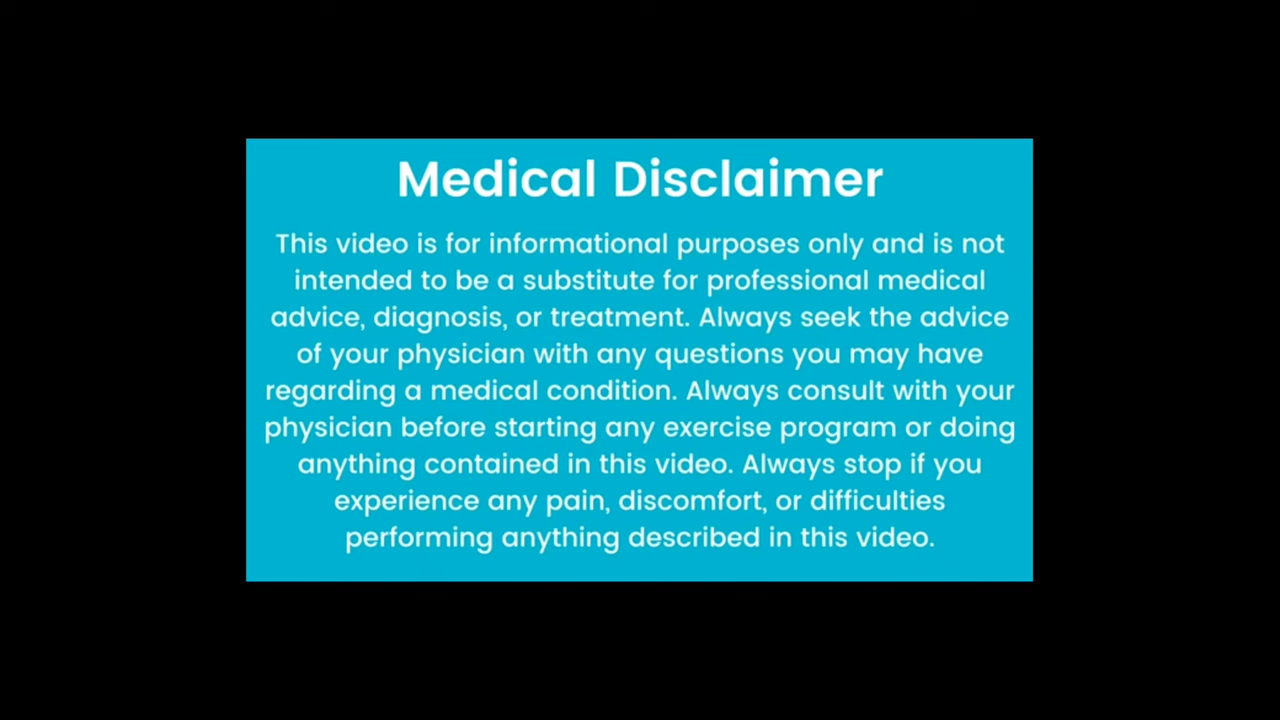 Medical Disclaimer
This video is for informational purposes only and is not
intended to be a substitute for professional medical
advice, diagnosis, or treatment. Always seek the advice
of your physician with any questions you may have
regarding a medical condition. Always consult with your
physician before starting any exercise program or doing
anything contained in this video. Always stop if you
experience any pain, discomfort, or difficulties
performing anything described in this video.